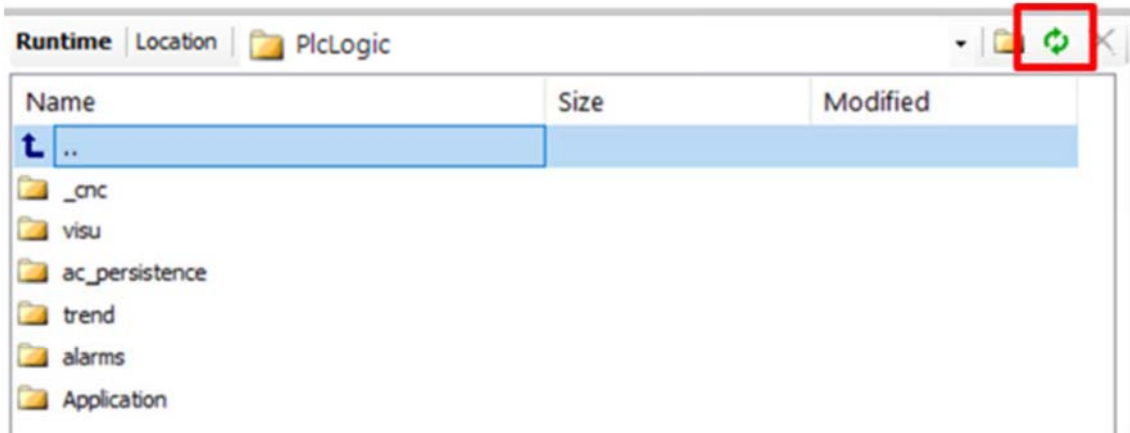 Runtime Location PlcLogic
Name Size Modified
..
_cnc
visu
ac_persistence
trend
alarms
Application